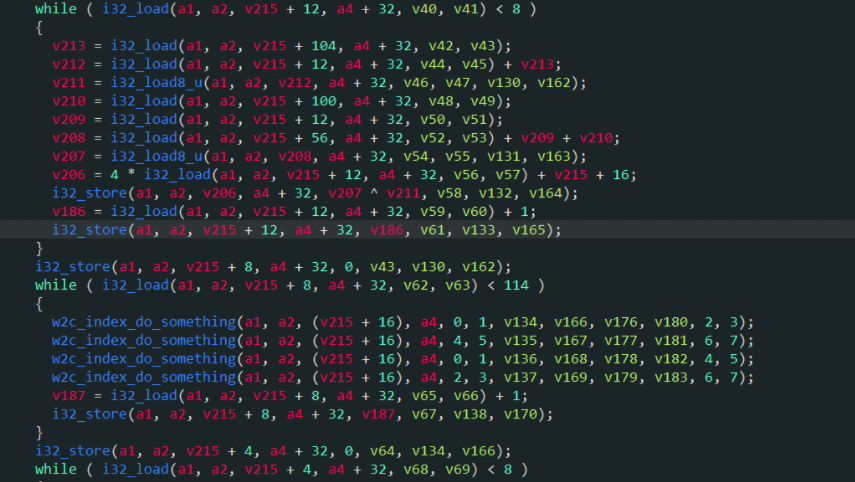 while ( i32_load(a1, a2, v215 + 12, a4 + 32, v40, v41) < 8 )
{
v213 = i32_load(a1, a2, v215 + 104, a4 + 32, v42, v43);
v212 = i32_load(a1, a2, v215 + 12, a4 + 32, v44, v45) + v213;
v211 = i32_load8_u(a1, a2, v212, a4 + 32, v46, v47, v130, v162);
v210 = i32_load(a1, a2, v215 + 100, a4 + 32, v48, v49);
v209 = i32_load(a1, a2, v215 + 12, a4 + 32, v50, v51);
v208 = i32_load(a1, a2, v215 + 56, a4 + 32, v52, v53) + v209 + v210;
v207 = i32_load8_u(a1, a2, v208, a4 + 32, v54, v55, v131, v163);
v206 = 4 * i32_load(a1, a2, v215 + 12, a4 + 32, v56, v57) + v215 + 16;
i32_store(a1, a2, v206, a4 + 32, v207 ^ v211, v58, v132, v164);
v186 = i32_load(a1, a2, v215 + 12, a4 + 32, v59, v60) + 1;
i32_store(a1, a2, v215 + 12, a4 + 32, v186, v61, v133, v165);
}
i32_store(a1, a2, v215 + 8, a4 + 32, 0, v43, v130, v162);
while ( i32_load(a1, a2, v215 + 8, a4 + 32, v62, v63) < 114 )
{
w2c_index_do_something(a1, a2, (v215 + 16), a4, 0, 1, v134, v166, v176, v180, 2, 3);
w2c_index_do_something(a1, a2, (v215 + 16), a4, 4, 5, v135, v167, v177, v181, 6, 7);
w2c_index_do_something(a1, a2, (v215 + 16), a4, 0, 1, v136, v168, v178, v182, 4, 5);
w2c_index_do_something(a1, a2, (v215 + 16), a4, 2, 3, v137, v169, v179, v183, 6, 7);
v187 = i32_load(a1, a2, v215 + 8, a4 + 32, v65, v66) + 1;
i32_store(a1, a2, v215 + 8, a4 + 32, v187, v67, v138, v170);
}
i32_store(a1, a2, v215 + 4, a4 + 32, 0, v64, v134, v166);
while ( i32_load(a1, a2, v215 + 4, a4 + 32, v68, v69) < 8 )